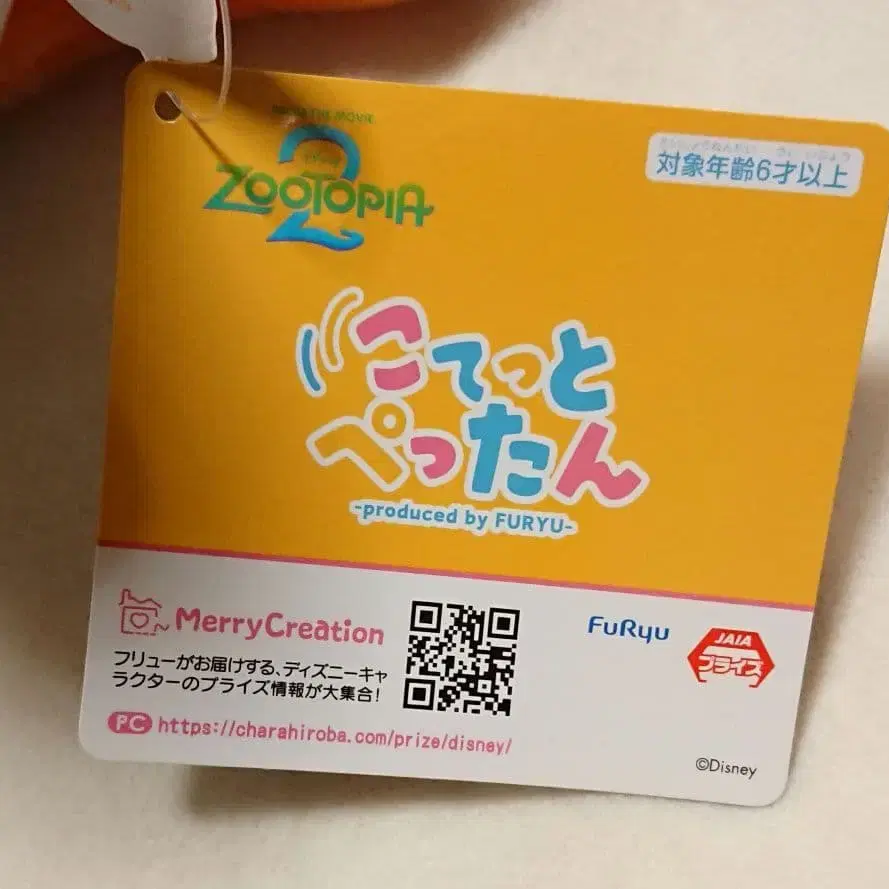 FROM THE MOVIE
ZOOTOPIA
2
対象年齢6才以上
こてっと
ぺったん
-produced by FURYU-
MerryCreation
フリューがお届けする、ディズニーキャ
ラクターのプライズ情報が大集合!
PC https://charahiroba.com/prize/disney/
FuRyu
JAIA
プライズ
©Disney